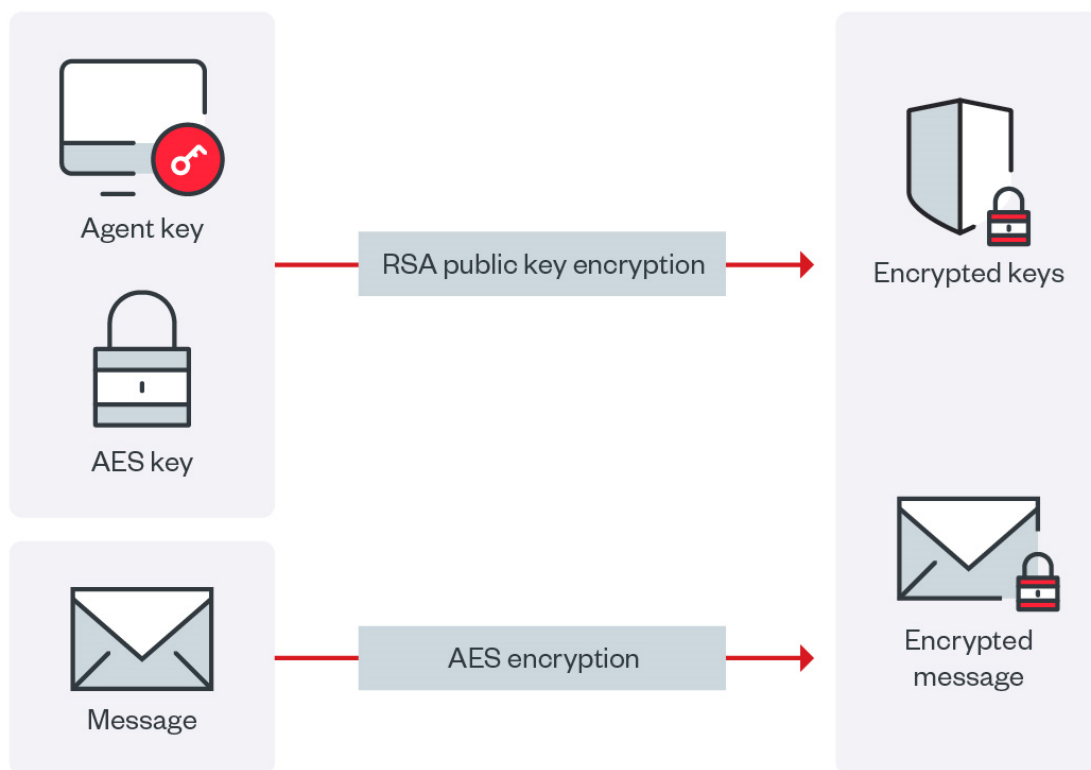 Agent key
RSA public key encryption
Encrypted keys
AES key
Message
AES encryption
Encrypted
message